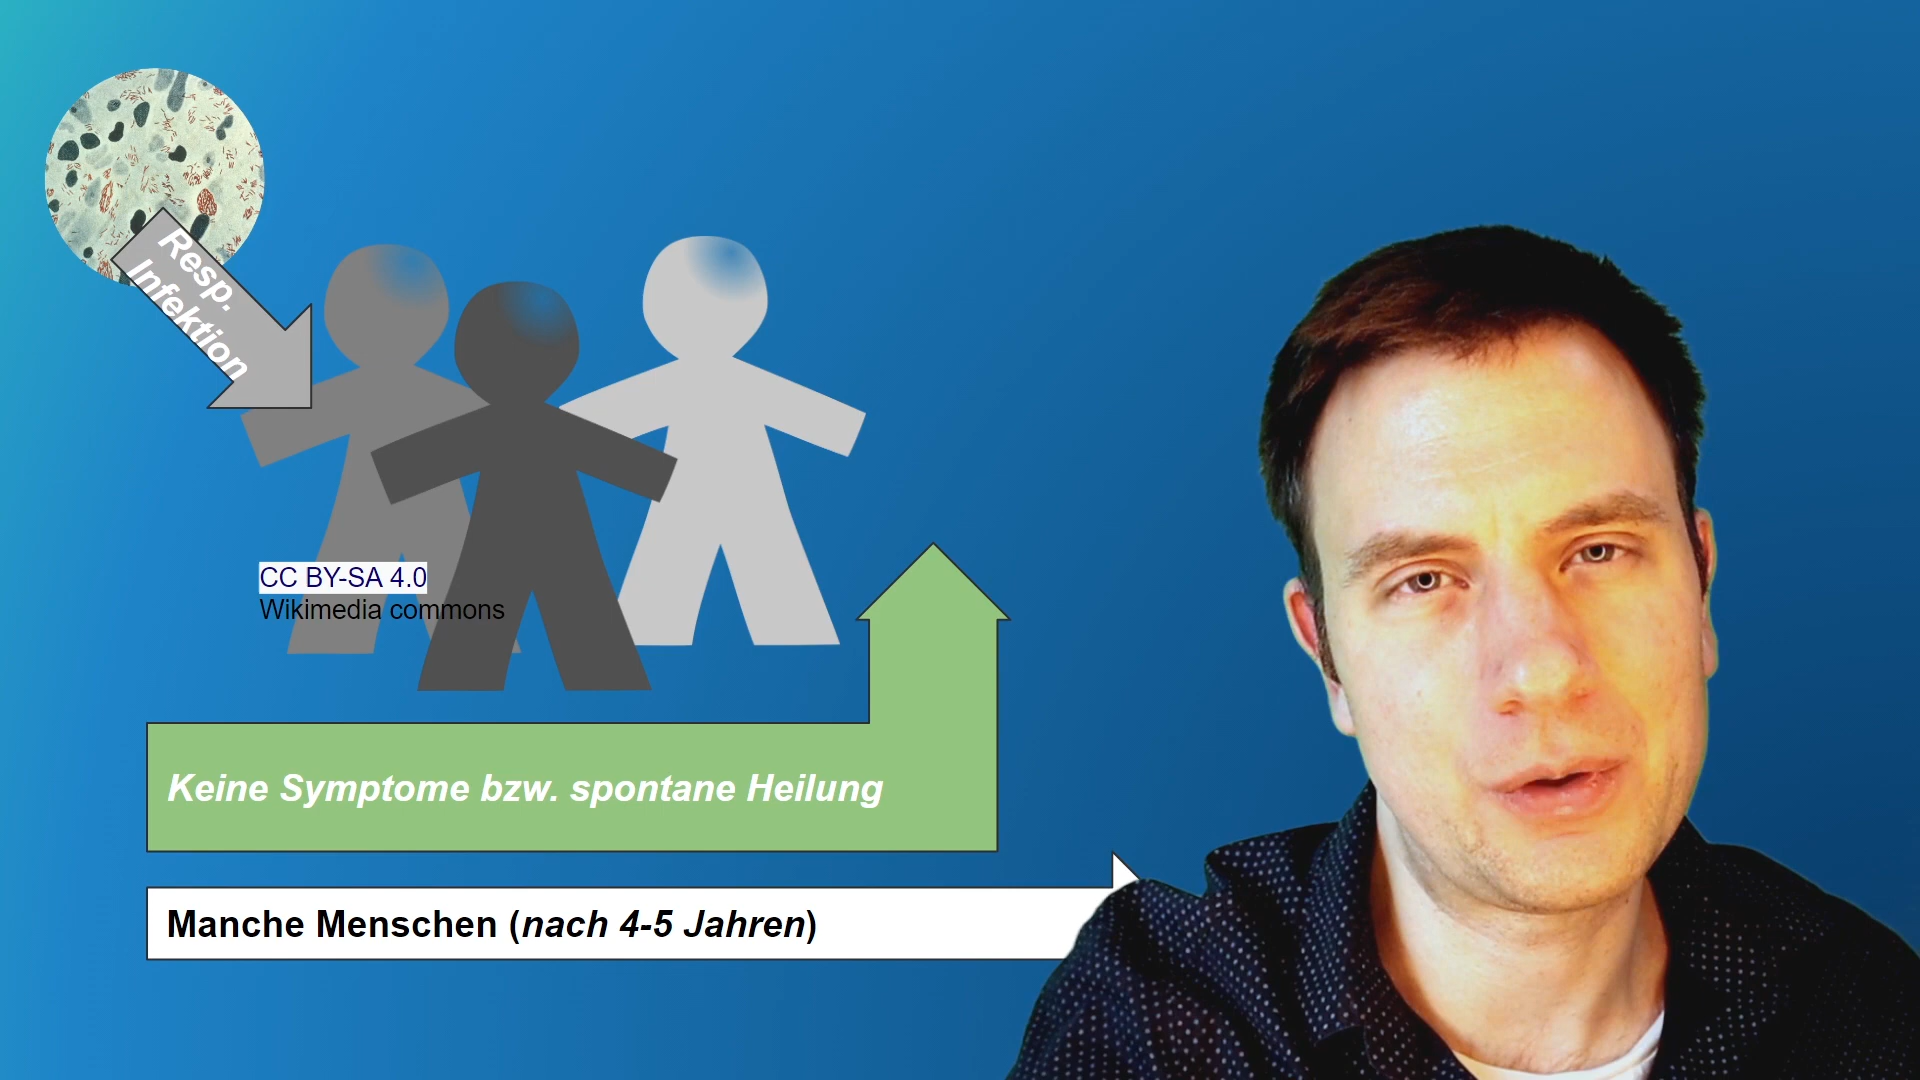 Resp.
Infektion
CC BY-SA 4.0
Wikimedia commons
Keine Symptome bzw. spontane Heilung
Manche Menschen (nach 4-5 Jahren)